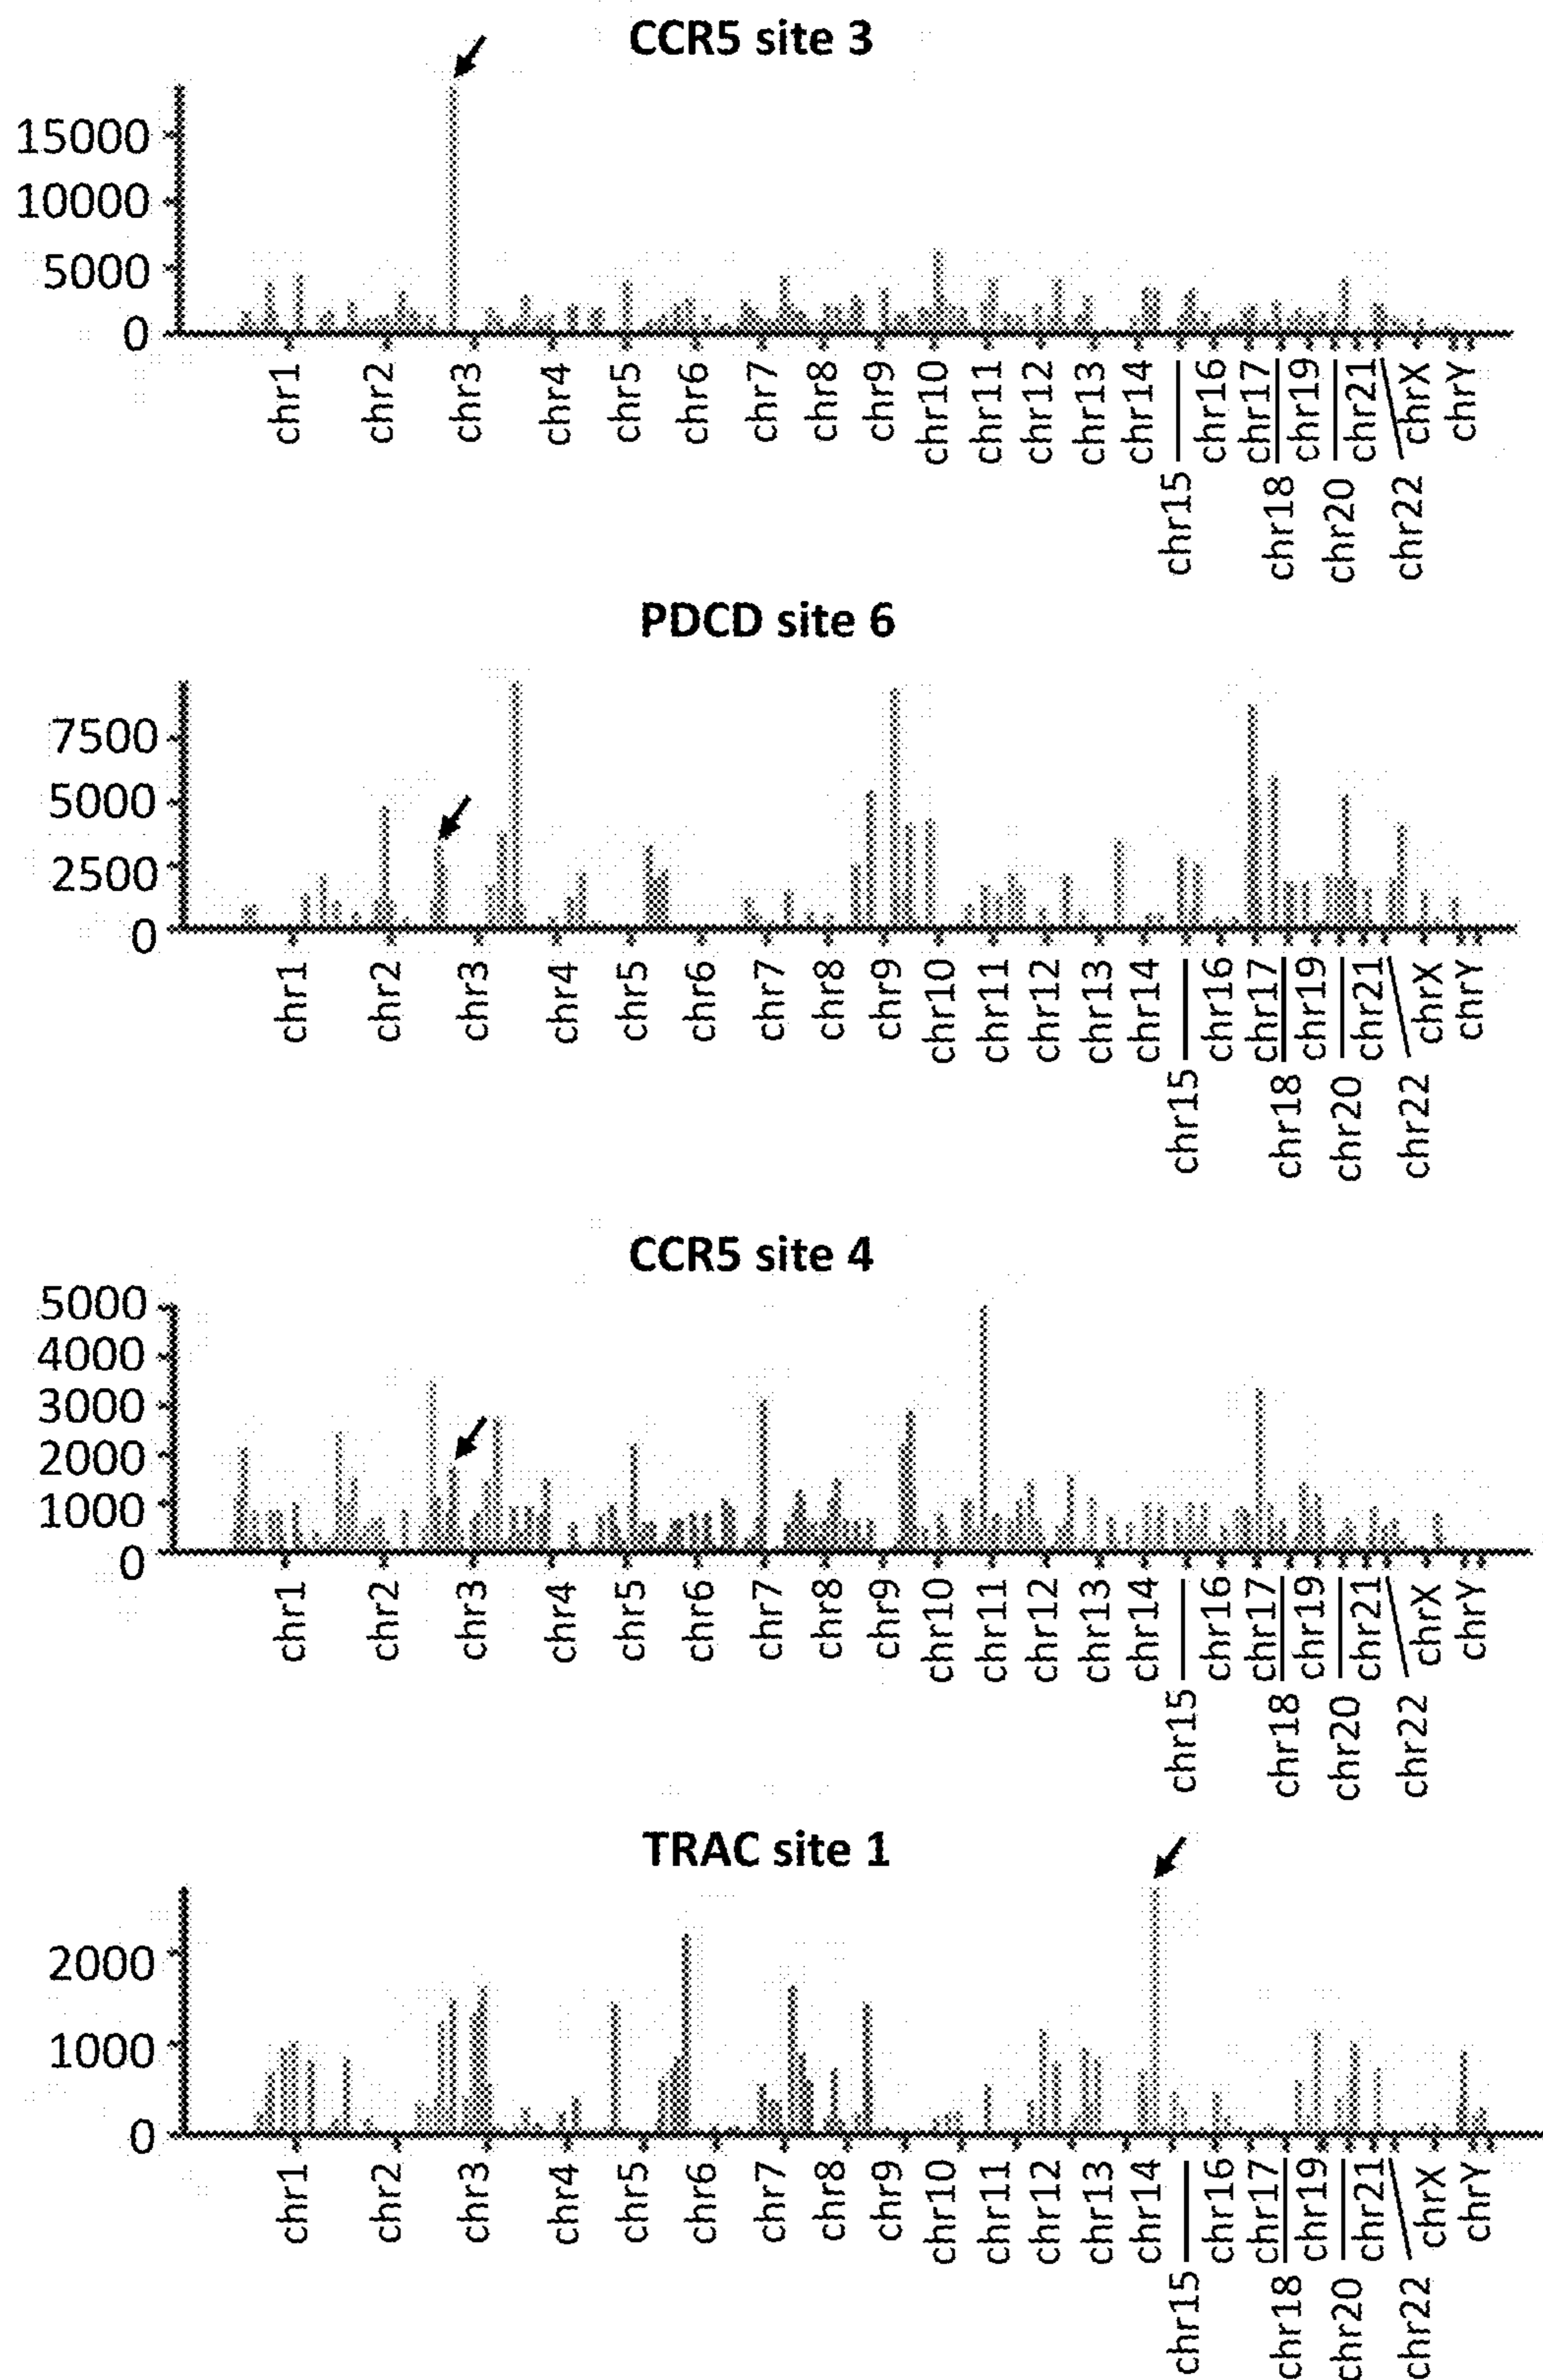 CCR5 site 3
15000
10000
5000
0
chr1 chr2 chr3 chr4 chr5 chr6 chr7 chr8 chr9 chr10 chr11 chr12 chr13 chr14 chr16 chr17 chr19 chr21 chrX chrY
chr15 chr18 chr20 chr22
PDCD site 6
7500
5000
2500
0
chr1 chr2 chr3 chr4 chr5 chr6 chr7 chr8 chr9 chr10 chr11 chr12 chr13 chr14 chr16 chr17 chr19 chr21 chrX chrY
chr15 chr18 chr20 chr22
CCR5 site 4
5000
4000
3000
2000
1000
0
chr1 chr2 chr3 chr4 chr5 chr6 chr7 chr8 chr9 chr10 chr11 chr12 chr13 chr14 chr16 chr17 chr19 chr21 chrX chrY
chr15 chr18 chr20 chr22
TRAC site 1
2000
1000
0
chr1 chr2 chr3 chr4 chr5 chr6 chr7 chr8 chr9 chr10 chr11 chr12 chr13 chr14 chr16 chr17 chr19 chr21 chrX chrY
chr15 chr18 chr20 chr22